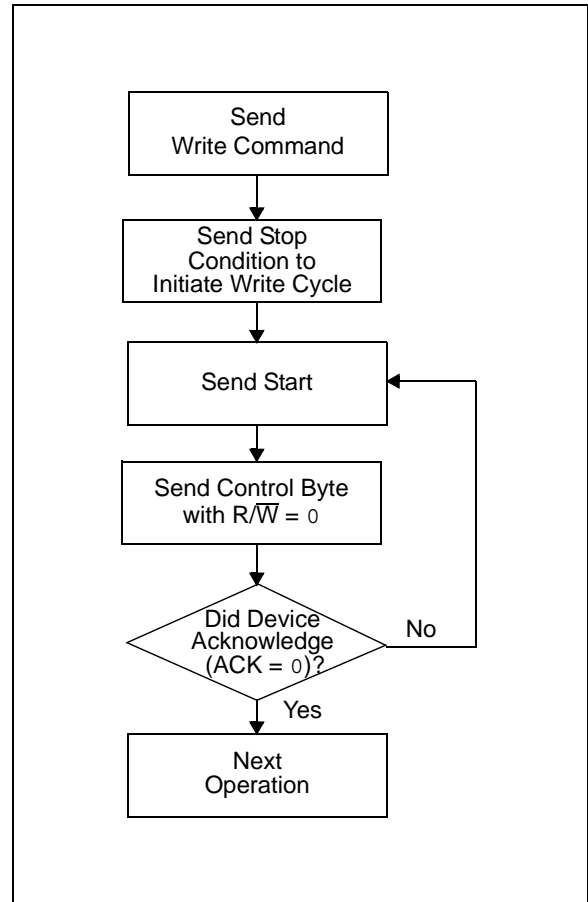 Send
Write Command
Send Stop
Condition to
Initiate Write Cycle
Send Start
Send Control Byte
with R/W̅ = 0
Did Device
Acknowledge
(ACK = 0)?
No
Yes
Next
Operation